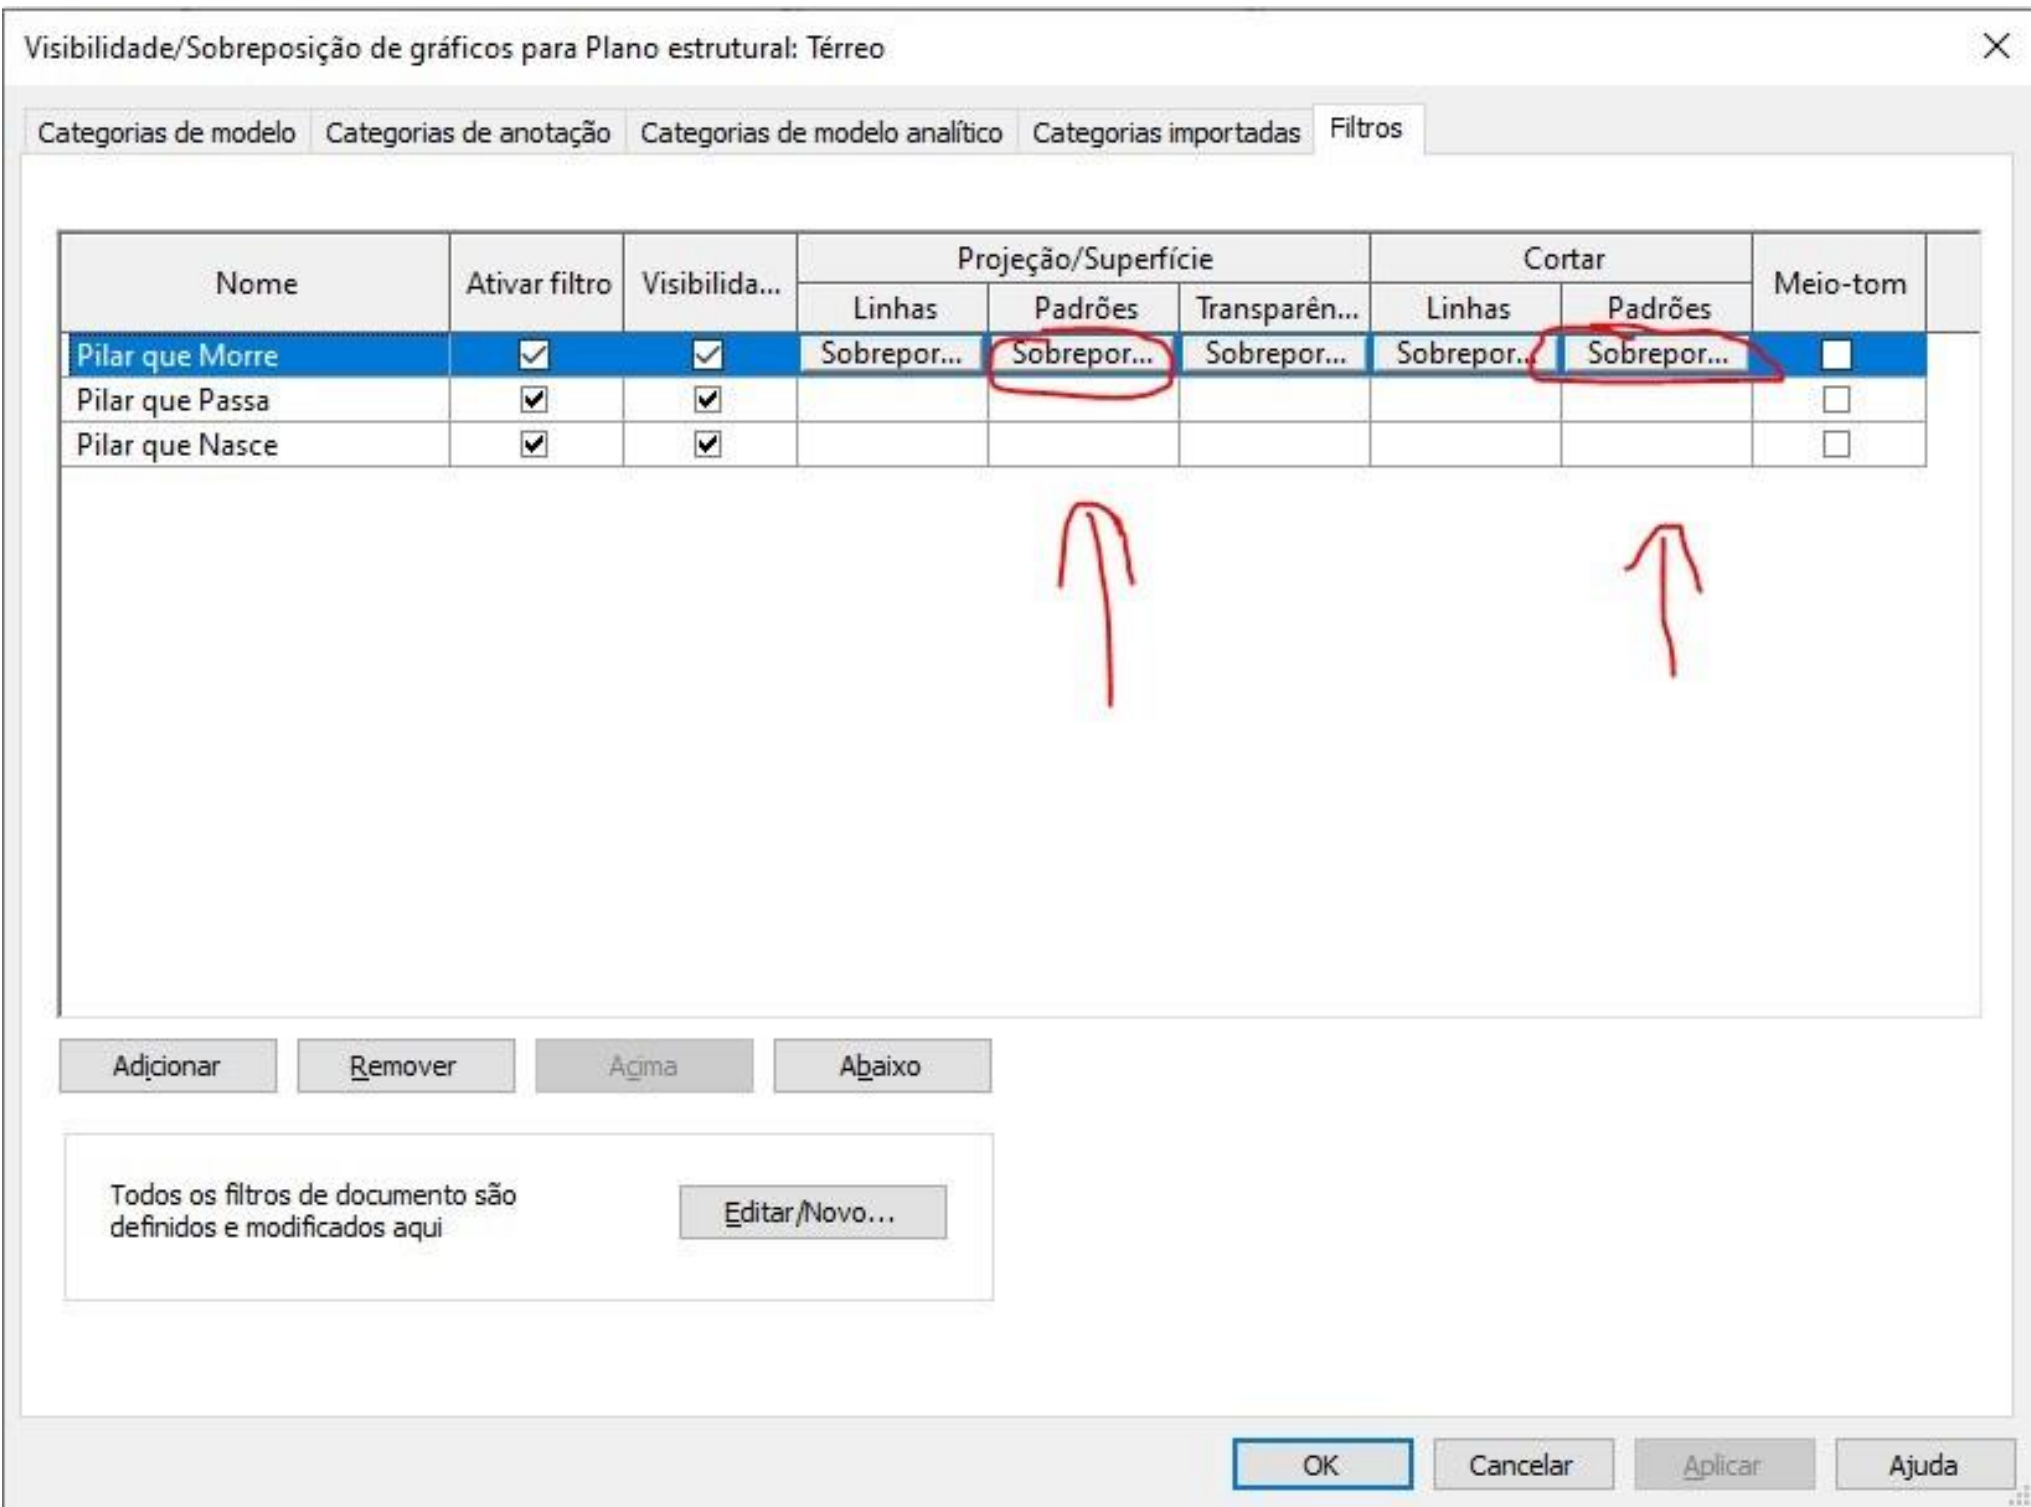 Visibilidade/Sobreposição de gráficos para Plano estrutural: Térreo
Categorias de modelo Categorias de anotação Categorias de modelo analítico Categorias importadas Filtros
Nome Ativar filtro Visibilida... Projeção/Superfície Cortar Meio-tom
Linhas Padrões Transparên... Linhas Padrões
Pilar que Morre Sobrepor... Sobrepor... Sobrepor... Sobrepor... Sobrepor...
Pilar que Passa
Pilar que Nasce
Adicionar Remover Acima Abaixo
Todos os filtros de documento são
definidos e modificados aqui
Editar/Novo...
OK Cancelar Aplicar Ajuda